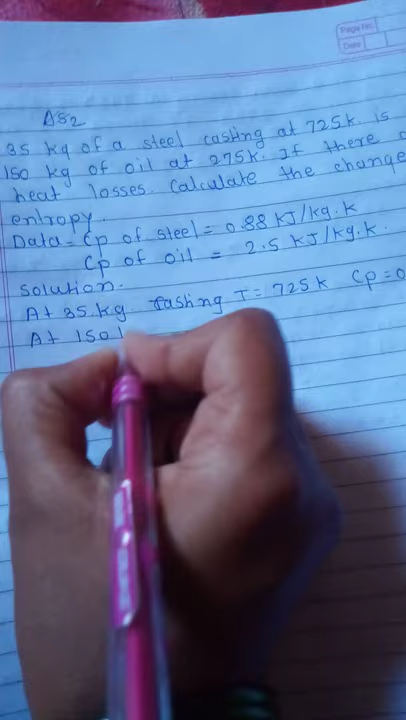 Page No.
Date
AS2
35 kg of a steel casting at 725k. is
150 kg of oil at 275k. If there
heat losses. Calculate the change
entropy.
Data - Cp of steel = 0.88 KJ/kg.k
Cp of oil = 2.5 KJ/kg.k.
solution.
At 35.kg casting T = 725k Cp = 0
At 150